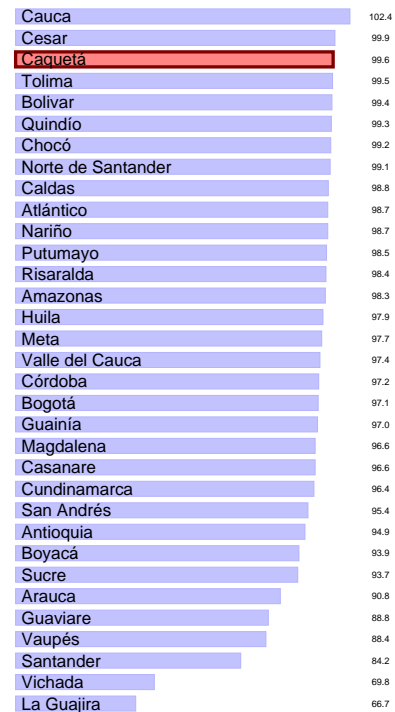 Cauca 102.4
Cesar 99.9
Caquetá 99.6
Tolima 99.5
Bolivar 99.4
Quindío 99.3
Chocó 99.2
Norte de Santander 99.1
Caldas 98.8
Atlántico 98.7
Nariño 98.7
Putumayo 98.5
Risaralda 98.4
Amazonas 98.3
Huila 97.9
Meta 97.7
Valle del Cauca 97.4
Córdoba 97.2
Bogotá 97.1
Guainía 97.0
Magdalena 96.6
Casanare 96.6
Cundinamarca 96.4
San Andrés 95.4
Antioquia 94.9
Boyacá 93.9
Sucre 93.7
Arauca 90.8
Guaviare 88.8
Vaupés 88.4
Santander 84.2
Vichada 69.8
La Guajira 66.7